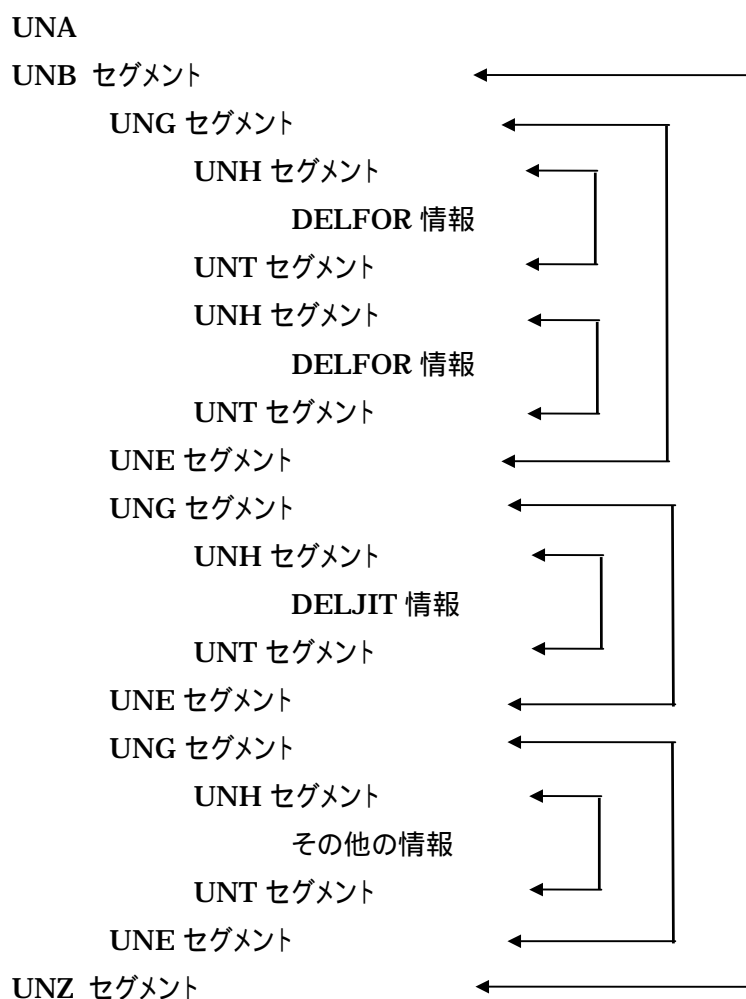 UNA
UNB セグメント
UNG セグメント
UNH セグメント
DELFOR 情報
UNT セグメント
UNH セグメント
DELFOR 情報
UNT セグメント
UNE セグメント
UNG セグメント
UNH セグメント
DELJIT 情報
UNT セグメント
UNE セグメント
UNG セグメント
UNH セグメント
その他の情報
UNT セグメント
UNE セグメント
UNZ セグメント